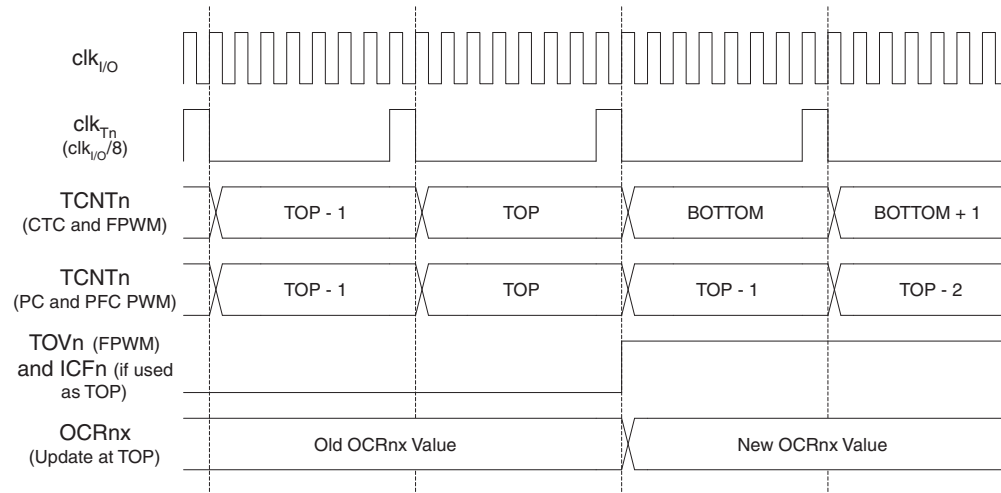 clkI/O
clkTn
(clkI/O/8)
TCNTn
(CTC and FPWM)
TOP - 1
TOP
BOTTOM
BOTTOM + 1
TCNTn
(PC and PFC PWM)
TOP - 1
TOP
TOP - 1
TOP - 2
TOVn (FPWM)
and ICFn (if used
as TOP)
OCRnx
(Update at TOP)
Old OCRnx Value
New OCRnx Value